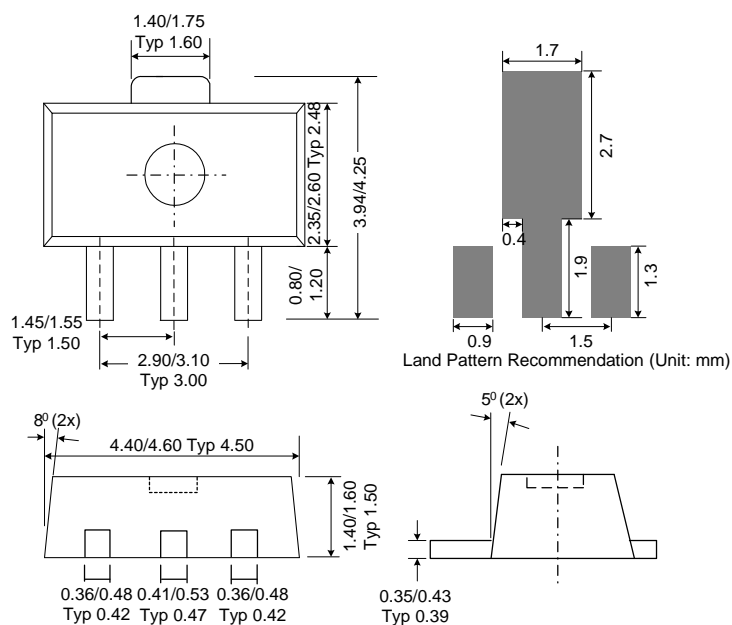 1.40/1.75
Typ 1.60
2.35/2.60 Typ 2.48
3.94/4.25
0.80/
1.20
1.45/1.55
Typ 1.50
2.90/3.10
Typ 3.00
1.7
2.7
0.4
1.9
1.3
0.9
1.5
Land Pattern Recommendation (Unit: mm)
8⁰ (2x)
4.40/4.60 Typ 4.50
1.40/1.60
Typ 1.50
0.36/0.48
Typ 0.42
0.41/0.53
Typ 0.47
0.36/0.48
Typ 0.42
5⁰ (2x)
0.35/0.43
Typ 0.39